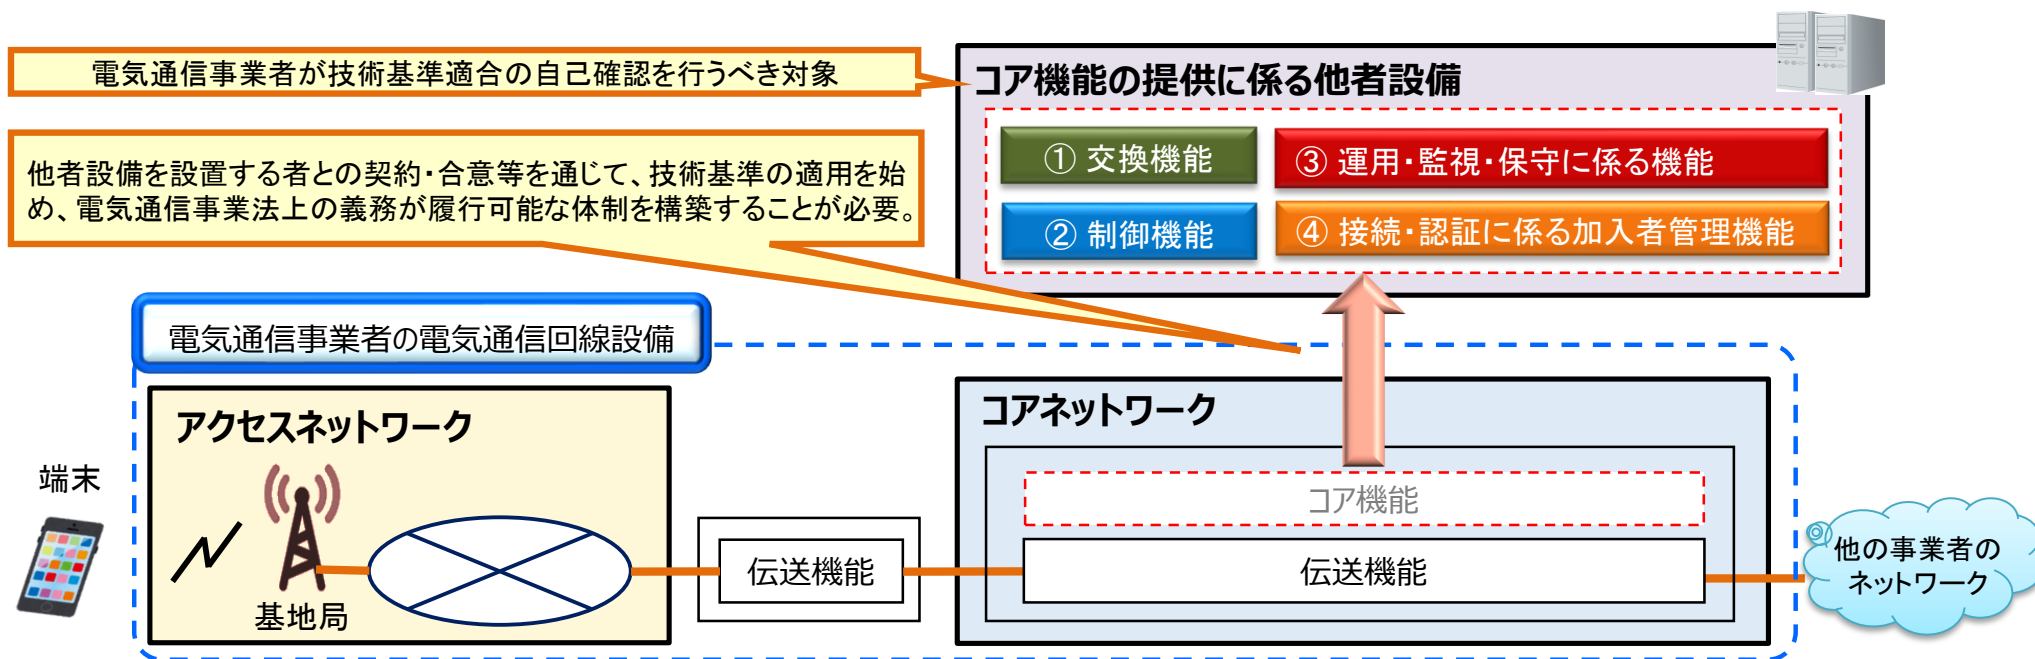 電気通信事業者が技術基準適合の自己確認を行うべき対象
他者設備を設置する者との契約・合意等を通じて、技術基準の適用を始
め、電気通信事業法上の義務が履行可能な体制を構築することが必要。
コア機能の提供に係る他者設備
① 交換機能
③ 運用・監視・保守に係る機能
② 制御機能
④ 接続・認証に係る加入者管理機能
電気通信事業者の電気通信回線設備
アクセスネットワーク
コアネットワーク
端末
コア機能
基地局
伝送機能
伝送機能
他の事業者の
ネットワーク